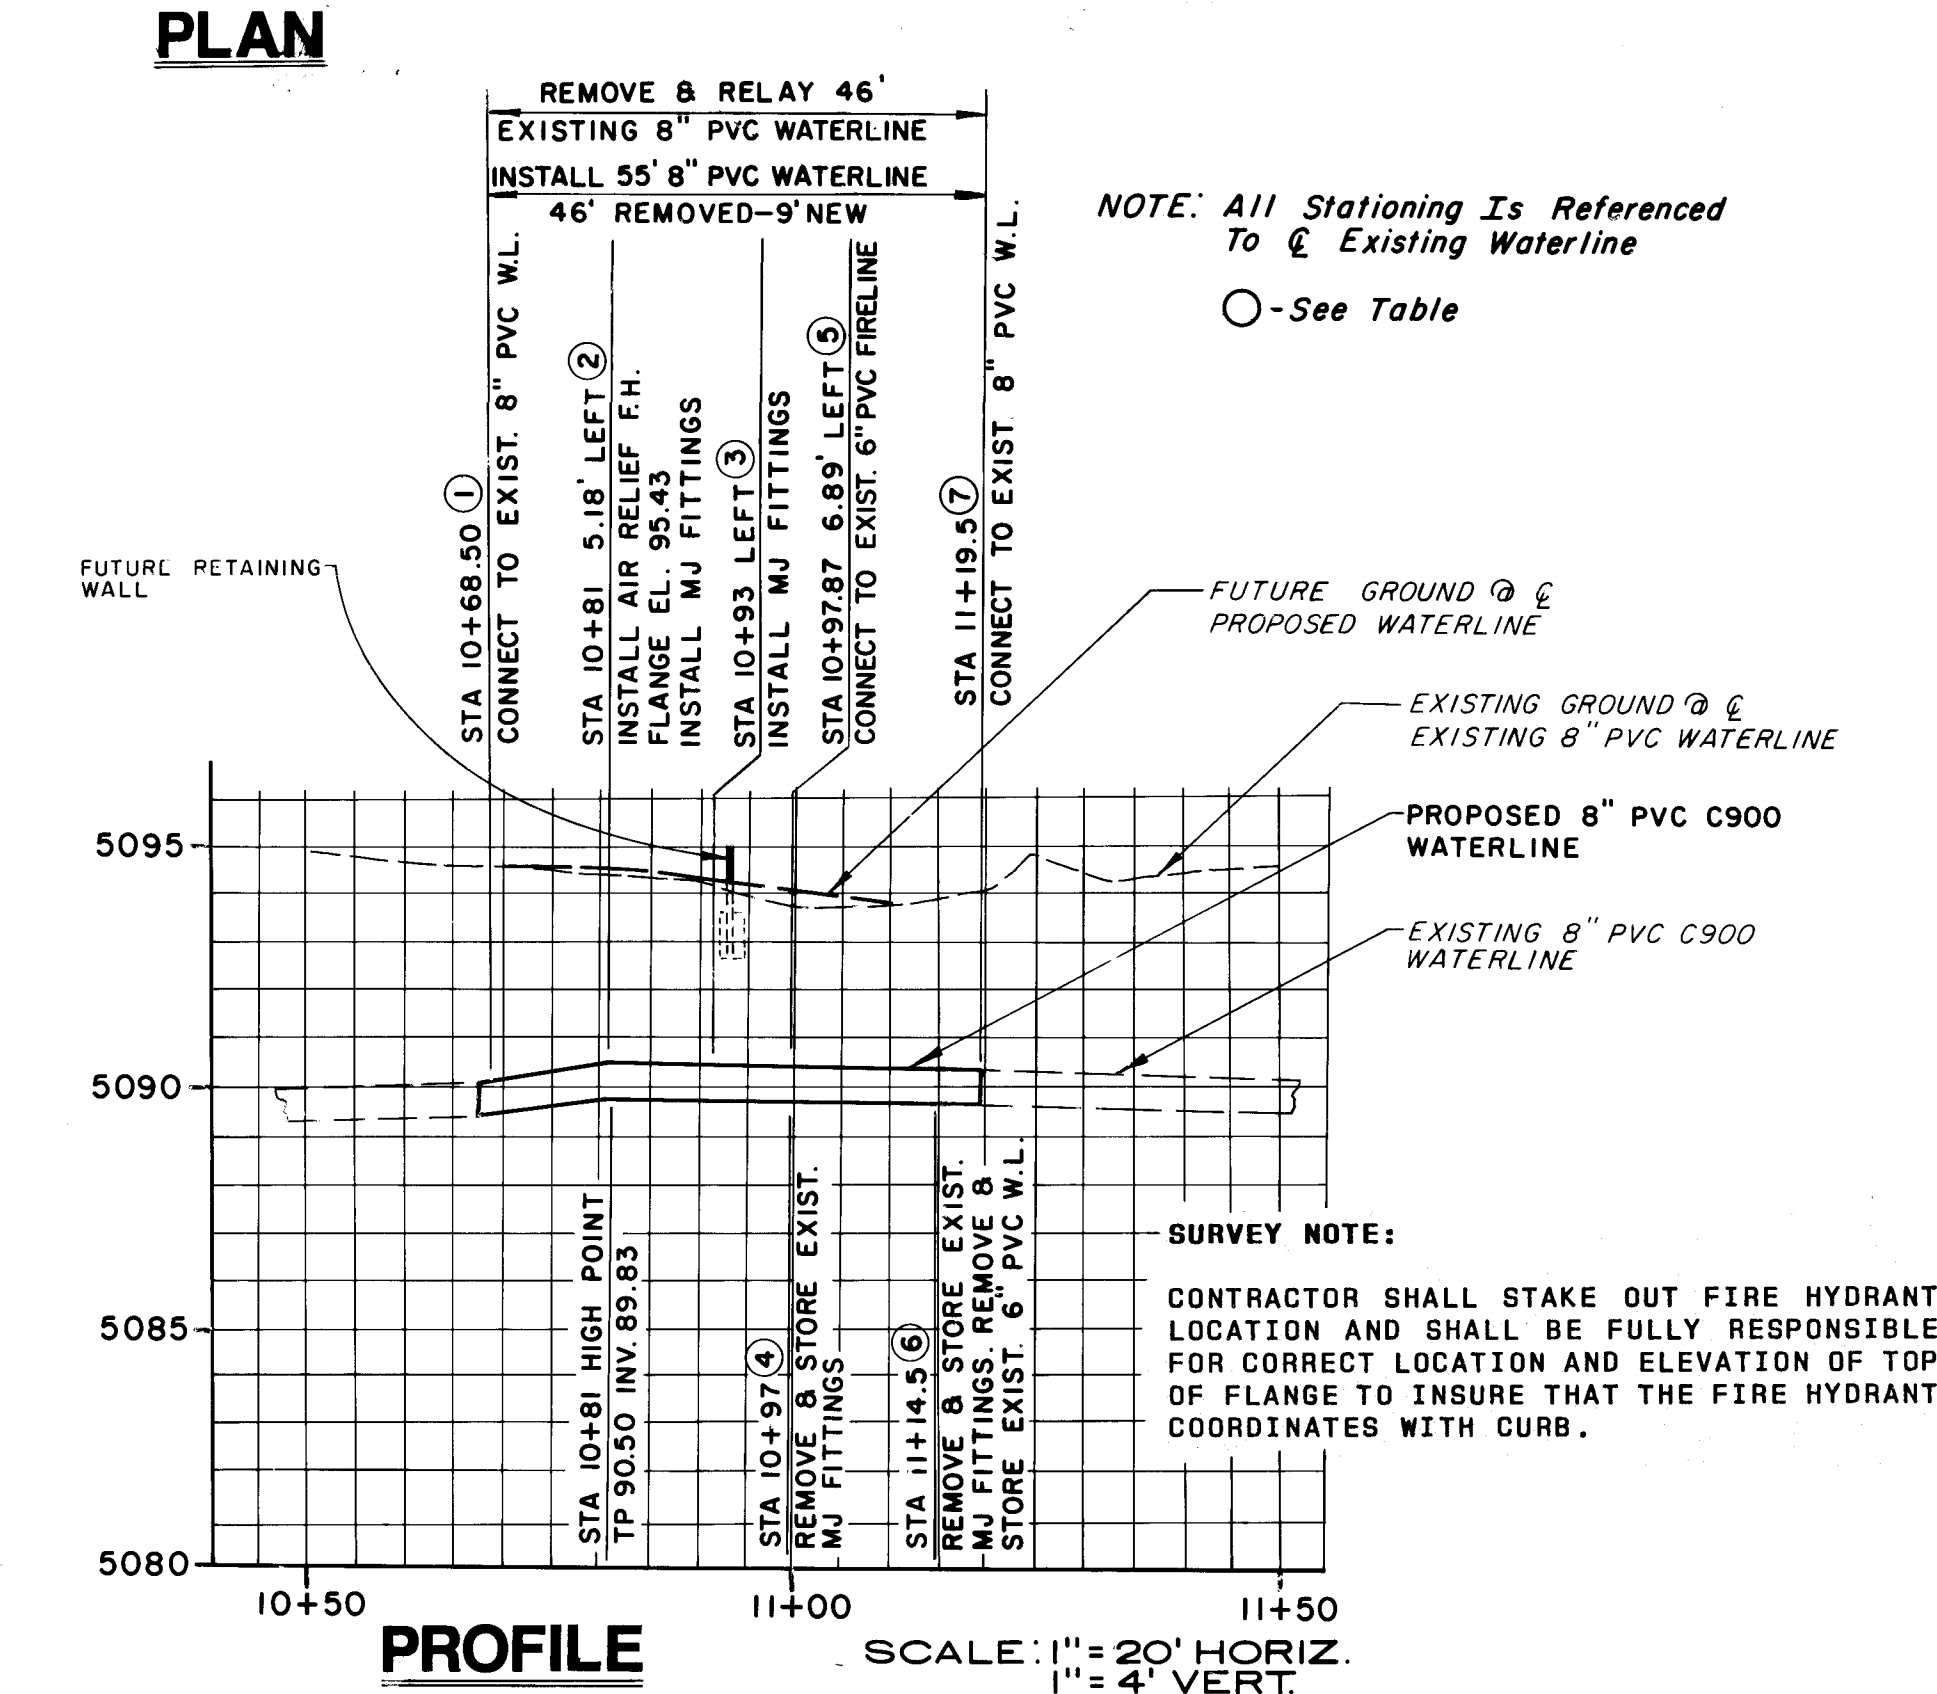 PLAN
REMOVE & RELAY 46'
EXISTING 8" PVC WATERLINE
INSTALL 55' 8" PVC WATERLINE
46' REMOVED-9' NEW
NOTE: All Stationing Is Referenced
To ℄ Existing Waterline
○-See Table
STA 10+68.50 ①
CONNECT TO EXIST. 8" PVC W.L.
STA 10+81 5.18' LEFT ②
INSTALL AIR RELIEF F.H.
FLANGE EL. 95.43
INSTALL MJ FITTINGS
STA 10+93 LEFT ③
INSTALL MJ FITTINGS
STA 10+97.87 6.89' LEFT ⑤
CONNECT TO EXIST. 6" PVC FIRELINE
STA 11+19.5 ⑦
CONNECT TO EXIST 8" PVC W.L.
FUTURE RETAINING
WALL
FUTURE GROUND @ ℄
PROPOSED WATERLINE
EXISTING GROUND @ ℄
EXISTING 8" PVC WATERLINE
PROPOSED 8" PVC C900
WATERLINE
EXISTING 8" PVC C900
WATERLINE
5095
5090
5085
5080
STA 10+81 HIGH POINT
TP 90.50 INV. 89.83
STA 10+97 ④
REMOVE & STORE EXIST.
MJ FITTINGS
STA 11+14.5 ⑥
REMOVE & STORE EXIST.
MJ FITTINGS. REMOVE &
STORE EXIST. 6" PVC W.L.
SURVEY NOTE:
CONTRACTOR SHALL STAKE OUT FIRE HYDRANT
LOCATION AND SHALL BE FULLY RESPONSIBLE
FOR CORRECT LOCATION AND ELEVATION OF TOP
OF FLANGE TO INSURE THAT THE FIRE HYDRANT
COORDINATES WITH CURB.
10+50
11+00
11+50
PROFILE
SCALE: 1" = 20' HORIZ.
1" = 4' VERT.